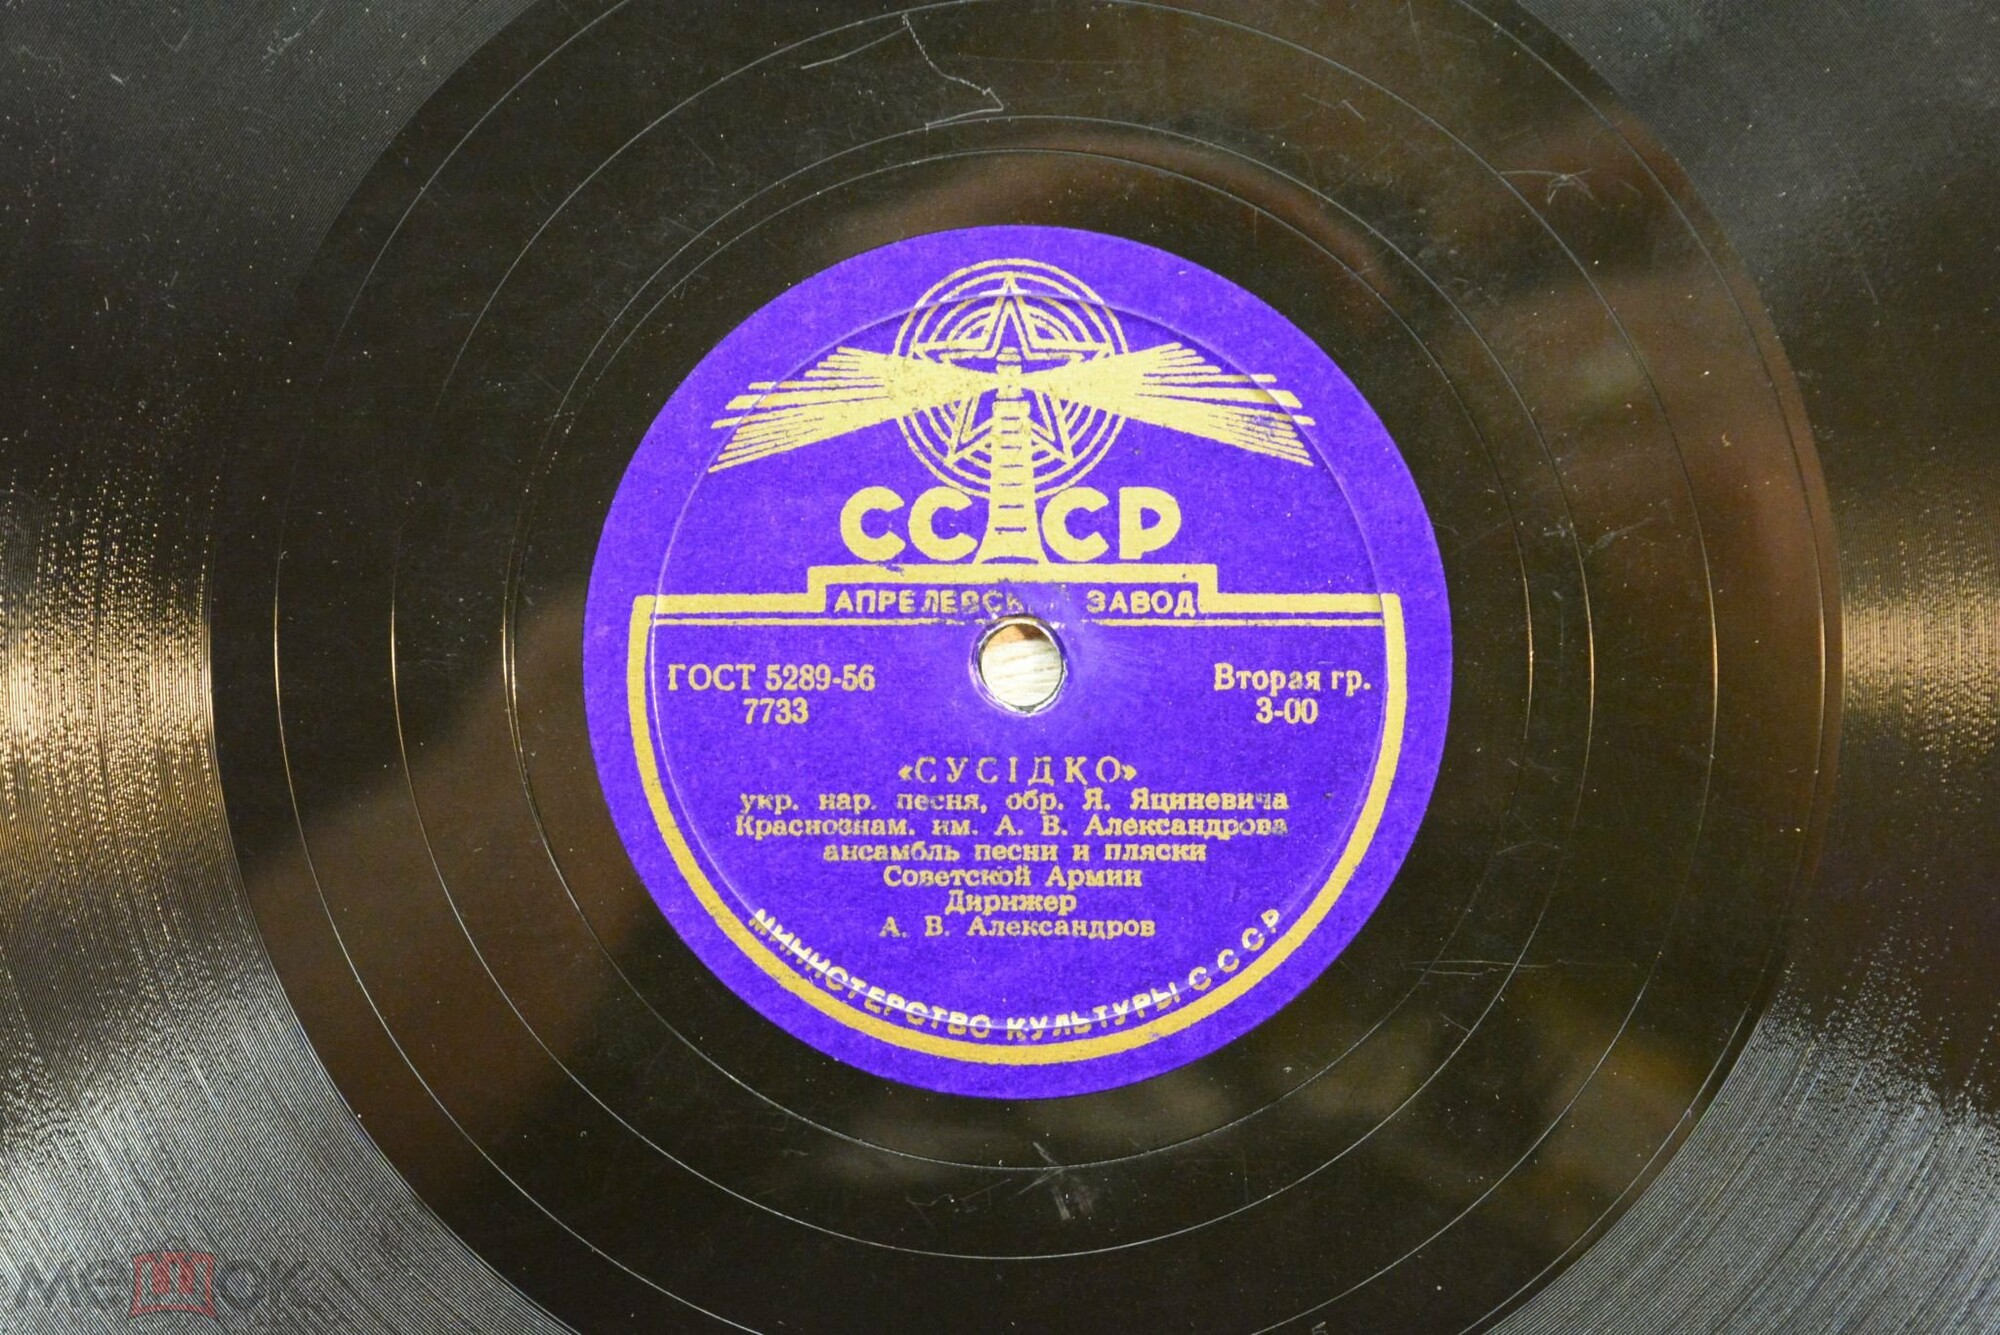 СССР
АПРЕЛЕВСКИЙ ЗАВОД
ГОСТ 5289-56
7733
Вторая гр.
3-00
«СУСІДКО»
укр. нар. песня, обр. Я. Яциневича
Краснознам. им. А. В. Александрова
ансамбль песни и пляски
Советской Армии
Дирижер
А. В. Александров
МИНИСТЕРСТВО КУЛЬТУРЫ СССР
мешок